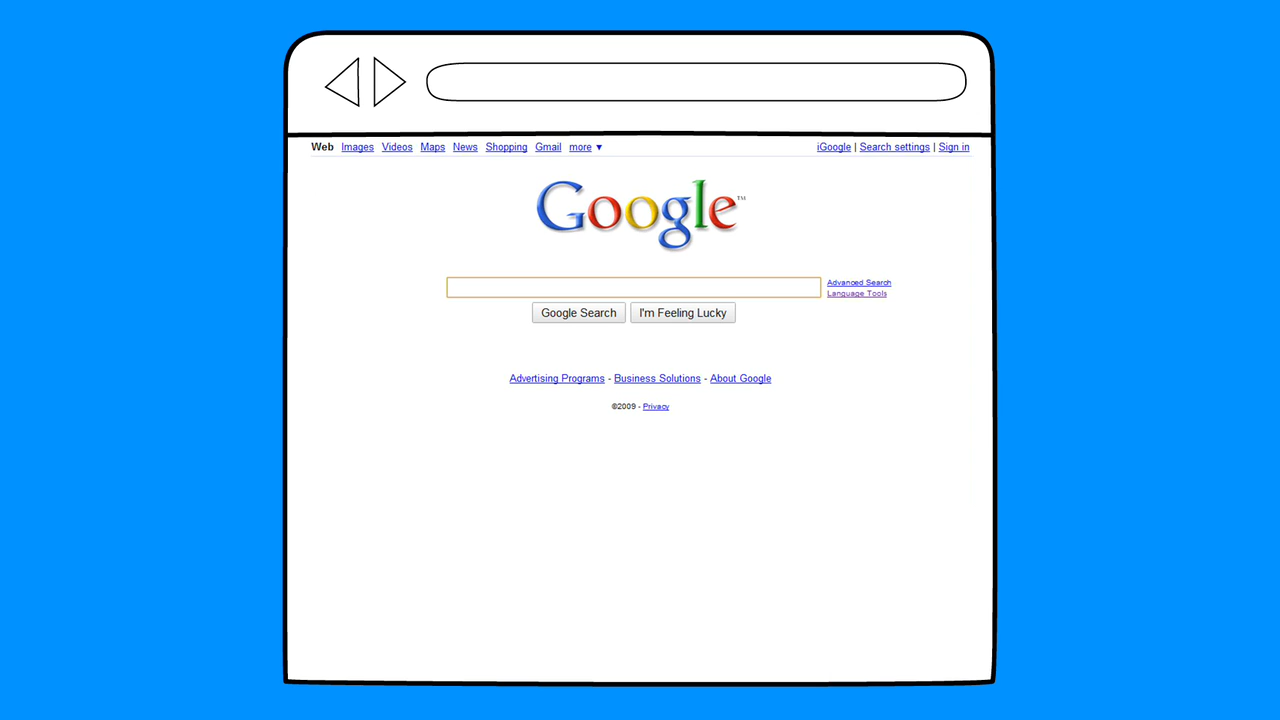 Web Images Videos Maps News Shopping Gmail more ▼ iGoogle | Search settings | Sign in
Google™
Advanced Search
Language Tools
Google Search I'm Feeling Lucky
Advertising Programs - Business Solutions - About Google
©2009 - Privacy